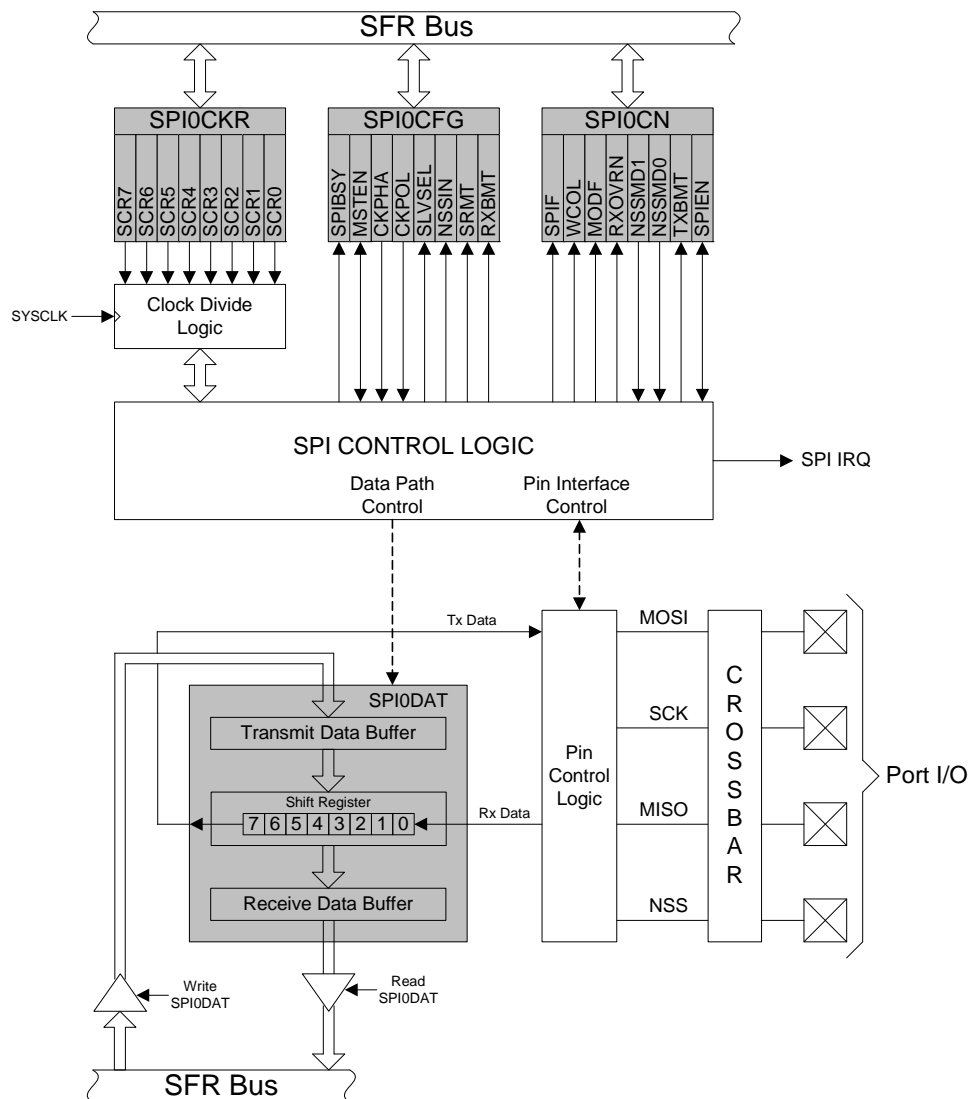 SFR Bus
SPI0CKR
SCR7
SCR6
SCR5
SCR4
SCR3
SCR2
SCR1
SCR0
SPI0CFG
SPIBSY
MSTEN
CKPHA
CKPOL
SLVSEL
NSSIN
SRMT
RXBMT
SPI0CN
SPIF
WCOL
MODF
RXOVRN
NSSMD1
NSSMD0
TXBMT
SPIEN
SYSCLK
Clock Divide
Logic
SPI CONTROL LOGIC
SPI IRQ
Data Path
Control
Pin Interface
Control
Tx Data
SPI0DAT
Transmit Data Buffer
Shift Register
7 6 5 4 3 2 1 0
Rx Data
Receive Data Buffer
Pin
Control
Logic
MOSI
SCK
MISO
NSS
CROSSBAR
Port I/O
Write
SPI0DAT
Read
SPI0DAT
SFR Bus